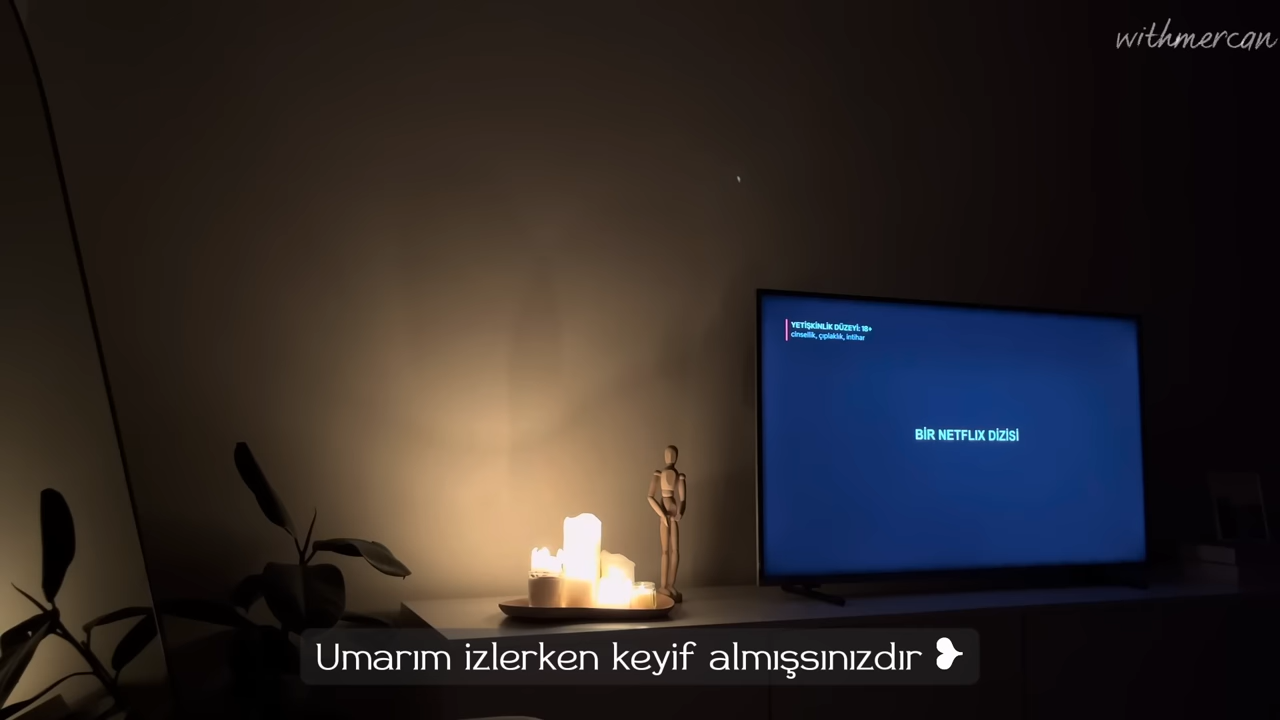 withmercan
YETİŞKİNLİK DÜZEYİ: 18+
cinsellik, çıplaklık, intihar
BİR NETFLIX DİZİSİ
Umarım izlerken keyif almışsınızdır ❥